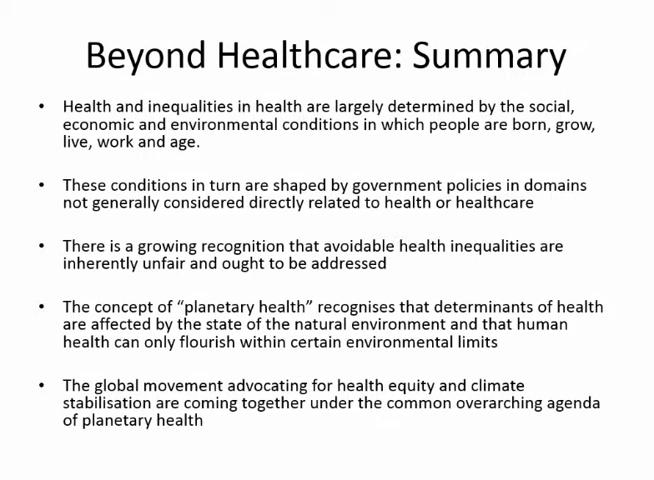 Beyond Healthcare: Summary
• Health and inequalities in health are largely determined by the social,
economic and environmental conditions in which people are born, grow,
live, work and age.
• These conditions in turn are shaped by government policies in domains
not generally considered directly related to health or healthcare
• There is a growing recognition that avoidable health inequalities are
inherently unfair and ought to be addressed
• The concept of “planetary health” recognises that determinants of health
are affected by the state of the natural environment and that human
health can only flourish within certain environmental limits
• The global movement advocating for health equity and climate
stabilisation are coming together under the common overarching agenda
of planetary health